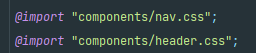 @import "components/nav.css";
@import "components/header.css";